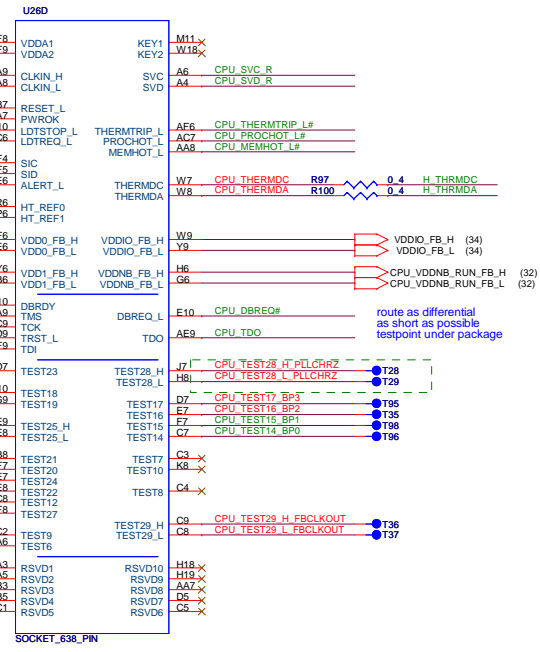 U26D
VDDA1 KEY1 M11
VDDA2 KEY2 W18
CLKIN_H SVC A6 CPU_SVC_R
CLKIN_L SVD A4 CPU_SVD_R
RESET_L
PWROK
LDTSTOP_L THERMTRIP_L AF6 CPU_THERMTRIP_L#
LDTREQ_L PROCHOT_L AC7 CPU_PROCHOT_L#
MEMHOT_L AA8 CPU_MEMHOT_L#
SIC
SID
ALERT_L THERMDC W7 CPU_THERMDC R97 0_4 H_THRMDC
THERMDA W8 CPU_THERMDA R100 0_4 H_THRMDA
HT_REF0
HT_REF1
VDD0_FB_H VDDIO_FB_H W9 VDDIO_FB_H (34)
VDD0_FB_L VDDIO_FB_L Y9 VDDIO_FB_L (34)
VDD1_FB_H VDDNB_FB_H H6 CPU_VDDNB_RUN_FB_H (32)
VDD1_FB_L VDDNB_FB_L G6 CPU_VDDNB_RUN_FB_L (32)
DBRDY
TMS DBREQ_L E10 CPU_DBREQ# route as differential
TCK as short as possible
TRST_L TDO AE9 CPU_TDO testpoint under package
TDI
TEST23 TEST28_H J7 CPU_TEST28_H_PLLCHRZ T28
TEST28_L H8 CPU_TEST28_L_PLLCHRZ T29
TEST18
TEST19 TEST17 D7 CPU_TEST17_BP3 T95
TEST16 E7 CPU_TEST16_BP2 T35
TEST25_H TEST15 F7 CPU_TEST15_BP1 T98
TEST25_L TEST14 C7 CPU_TEST14_BP0 T96
TEST21 TEST7 C3
TEST20 TEST10 K8
TEST24
TEST22 TEST8 C4
TEST12
TEST27
TEST29_H C9 CPU_TEST29_H_FBCLKOUT T36
TEST9 TEST29_L C8 CPU_TEST29_L_FBCLKOUT T37
TEST6
RSVD1 RSVD10 H18
RSVD2 RSVD9 H19
RSVD3 RSVD8 AA7
RSVD4 RSVD7 D5
RSVD5 RSVD6 C5
SOCKET_638_PIN